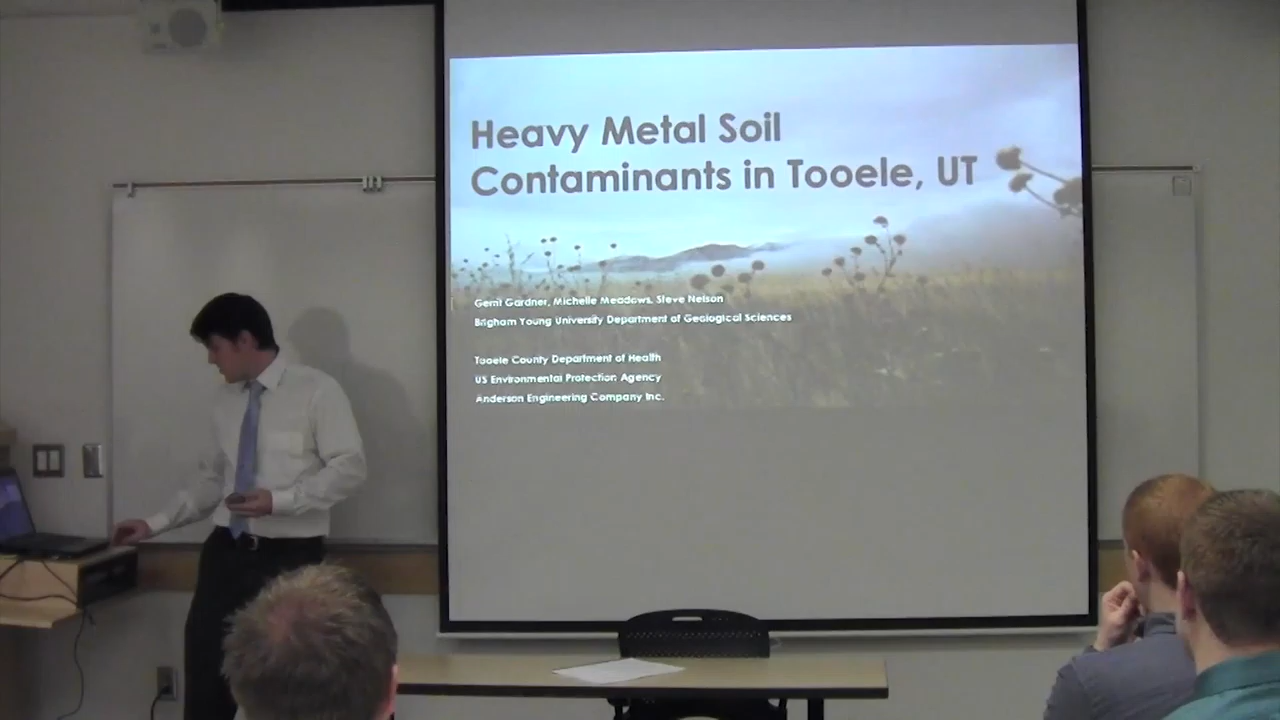 Heavy Metal Soil
Contaminants in Tooele, UT
Gerrit Gardner, Michelle Meadows, Steve Nelson
Brigham Young University Department of Geological Sciences
Tooele County Department of Health
US Environmental Protection Agency
Anderson Engineering Company Inc.